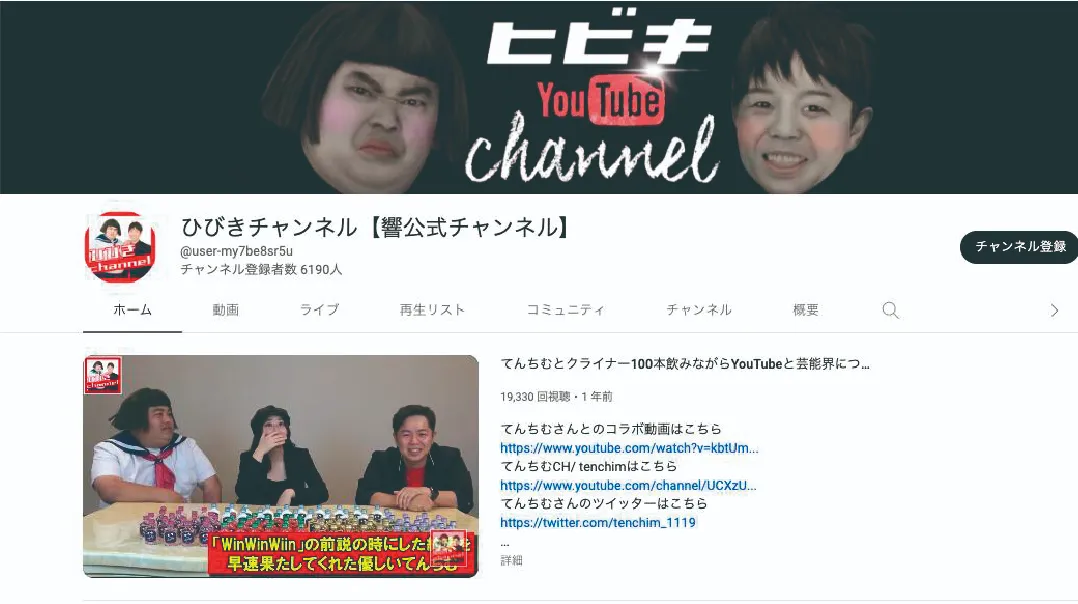 ヒビキ
YouTube
channel
ひびきチャンネル【響公式チャンネル】
@user-my7be8sr5u
チャンネル登録者数 6190人
チャンネル登録
ひびき
channel
ホーム
動画
ライブ
再生リスト
コミュニティ
チャンネル
概要
てんちむとクライナー100本飲みながらYouTubeと芸能界につ...
19,330 回視聴・1 年前
てんちむさんとのコラボ動画はこちら
https://www.youtube.com/watch?v=kbtUm...
てんちむCH/ tenchimはこちら
https://www.youtube.com/channel/UCXzU...
てんちむさんのツイッターはこちら
https://twitter.com/tenchim_1119
...
詳細
「WinWinWiin」の前説の時にした
早速果たしてくれた優しいてん